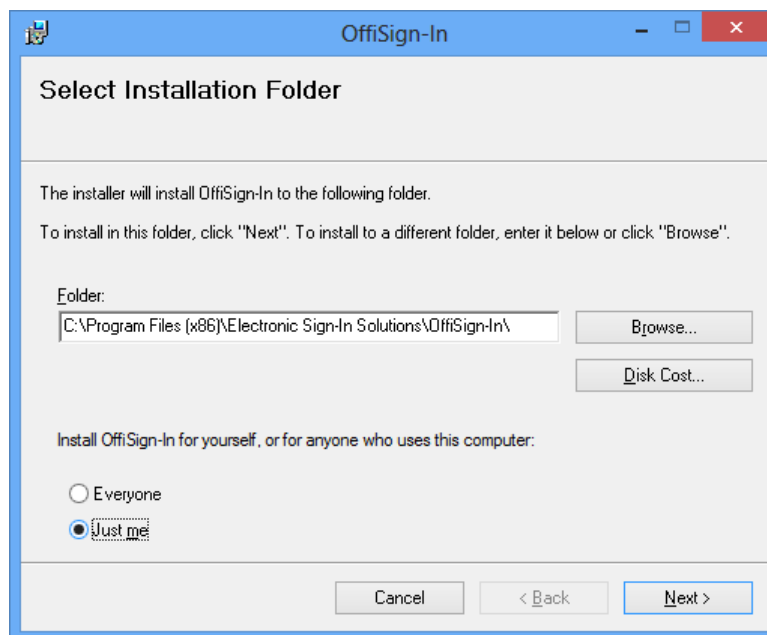 OffiSign-In
Select Installation Folder
The installer will install OffiSign-In to the following folder.
To install in this folder, click "Next". To install to a different folder, enter it below or click "Browse".
Folder:
C:\Program Files (x86)\Electronic Sign-In Solutions\OffiSign-In\
Browse...
Disk Cost...
Install OffiSign-In for yourself, or for anyone who uses this computer:
Everyone
Just me
Cancel
< Back
Next >